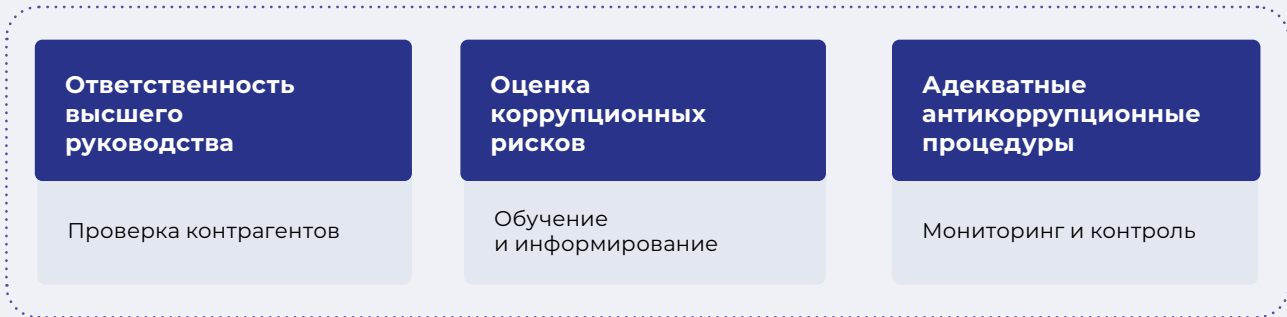 Ответственность
высшего
руководства
Проверка контрагентов
Оценка
коррупционных
рисков
Обучение
и информирование
Адекватные
антикоррупционные
процедуры
Мониторинг и контроль